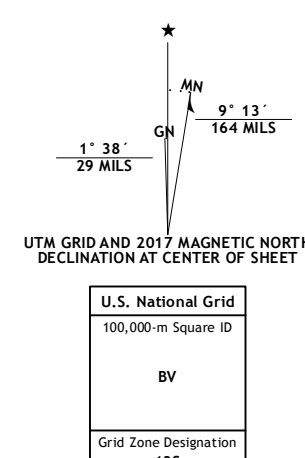 ★
MN
GN
9° 13´
164 MILS
1° 38´
29 MILS
UTM GRID AND 2017 MAGNETIC NORTH
DECLINATION AT CENTER OF SHEET
U.S. National Grid
100,000-m Square ID
BV
Grid Zone Designation